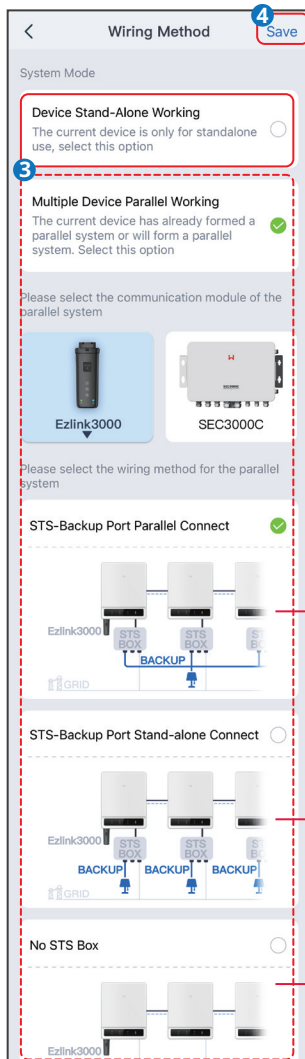 Wiring Method
4
Save
System Mode
Device Stand-Alone Working
The current device is only for standalone
use, select this option
3
Multiple Device Parallel Working
The current device has already formed a
parallel system or will form a parallel
system. Select this option
Please select the communication module of the
parallel system
Ezlink3000
SEC3000C
Please select the wiring method for the parallel
system
STS-Backup Port Parallel Connect
Ezlink3000
STS STS
BOX BOX
BACKUP
GRID
STS-Backup Port Stand-alone Connect
Ezlink3000
STS STS
BOX BOX
BACKUP BACKUP BACKUP
GRID
No STS Box
Ezlink3000